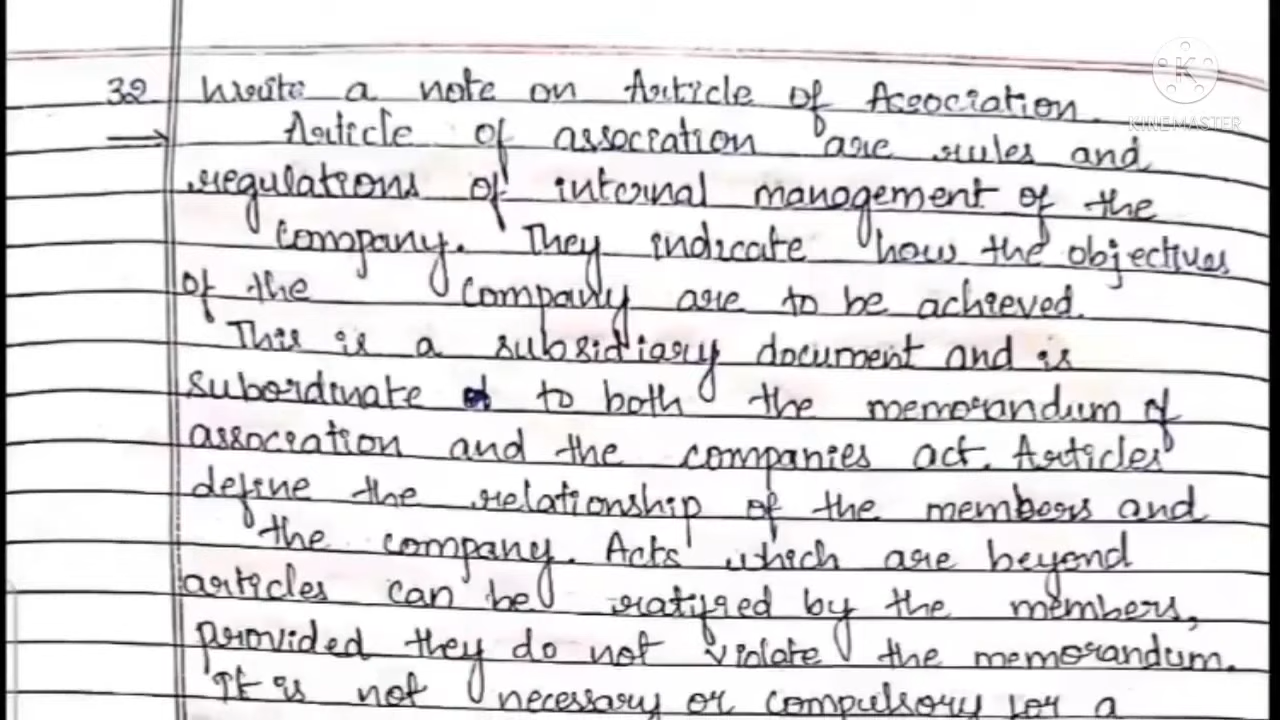 32 Write a note on Article of Association.
→ Article of association are rules and
regulations of internal management of the
company. They indicate how the objectives
of the company are to be achieved.
This is a subsidiary document and is
subordinate to both the memorandum of
association and the companies act. Articles
define the relationship of the members and
the company. Acts which are beyond
articles can be ratified by the members,
provided they do not violate the memorandum.
It is not necessary or compulsory for a
K
KINEMASTER